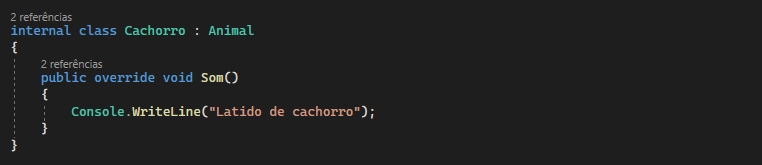 2 referências
internal class Cachorro : Animal
{
2 referências
public override void Som()
{
Console.WriteLine("Latido de cachorro");
}
}